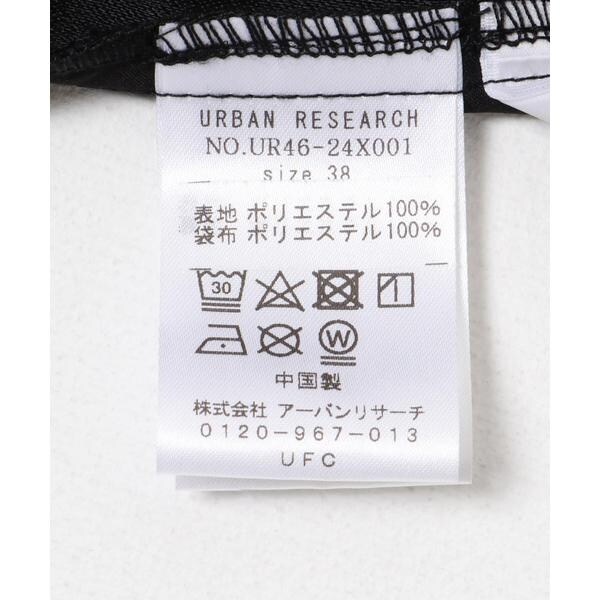 URBAN RESEARCH
NO.UR46-24X001
size 38
表地 ポリエステル100%
袋布 ポリエステル100%
30
W
中国製
株式会社 アーバンリサーチ
0120-967-013
UFC